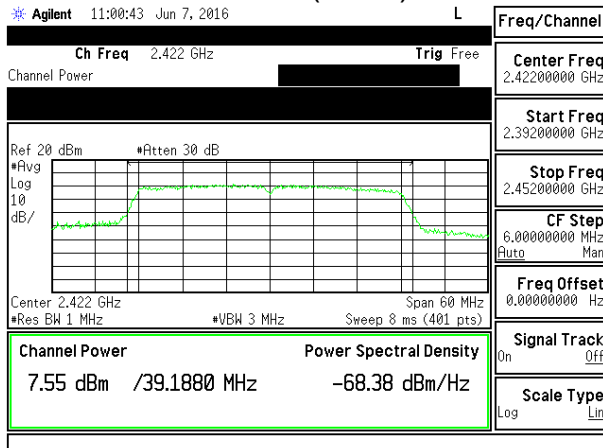 Agilent 11:00:43 Jun 7, 2016 L
Freq/Channel
Ch Freq 2.422 GHz Trig Free
Channel Power
Center Freq
2.42200000 GHz
Start Freq
2.39200000 GHz
Stop Freq
2.45200000 GHz
CF Step
6.00000000 MHz
Auto Man
Freq Offset
0.00000000 Hz
Signal Track
On Off
Scale Type
Log Lin
Ref 20 dBm #Atten 30 dB
#Avg
Log
10
dB/
Center 2.422 GHz Span 60 MHz
#Res BW 1 MHz #VBW 3 MHz Sweep 8 ms (401 pts)
Channel Power Power Spectral Density
7.55 dBm /39.1880 MHz -68.38 dBm/Hz